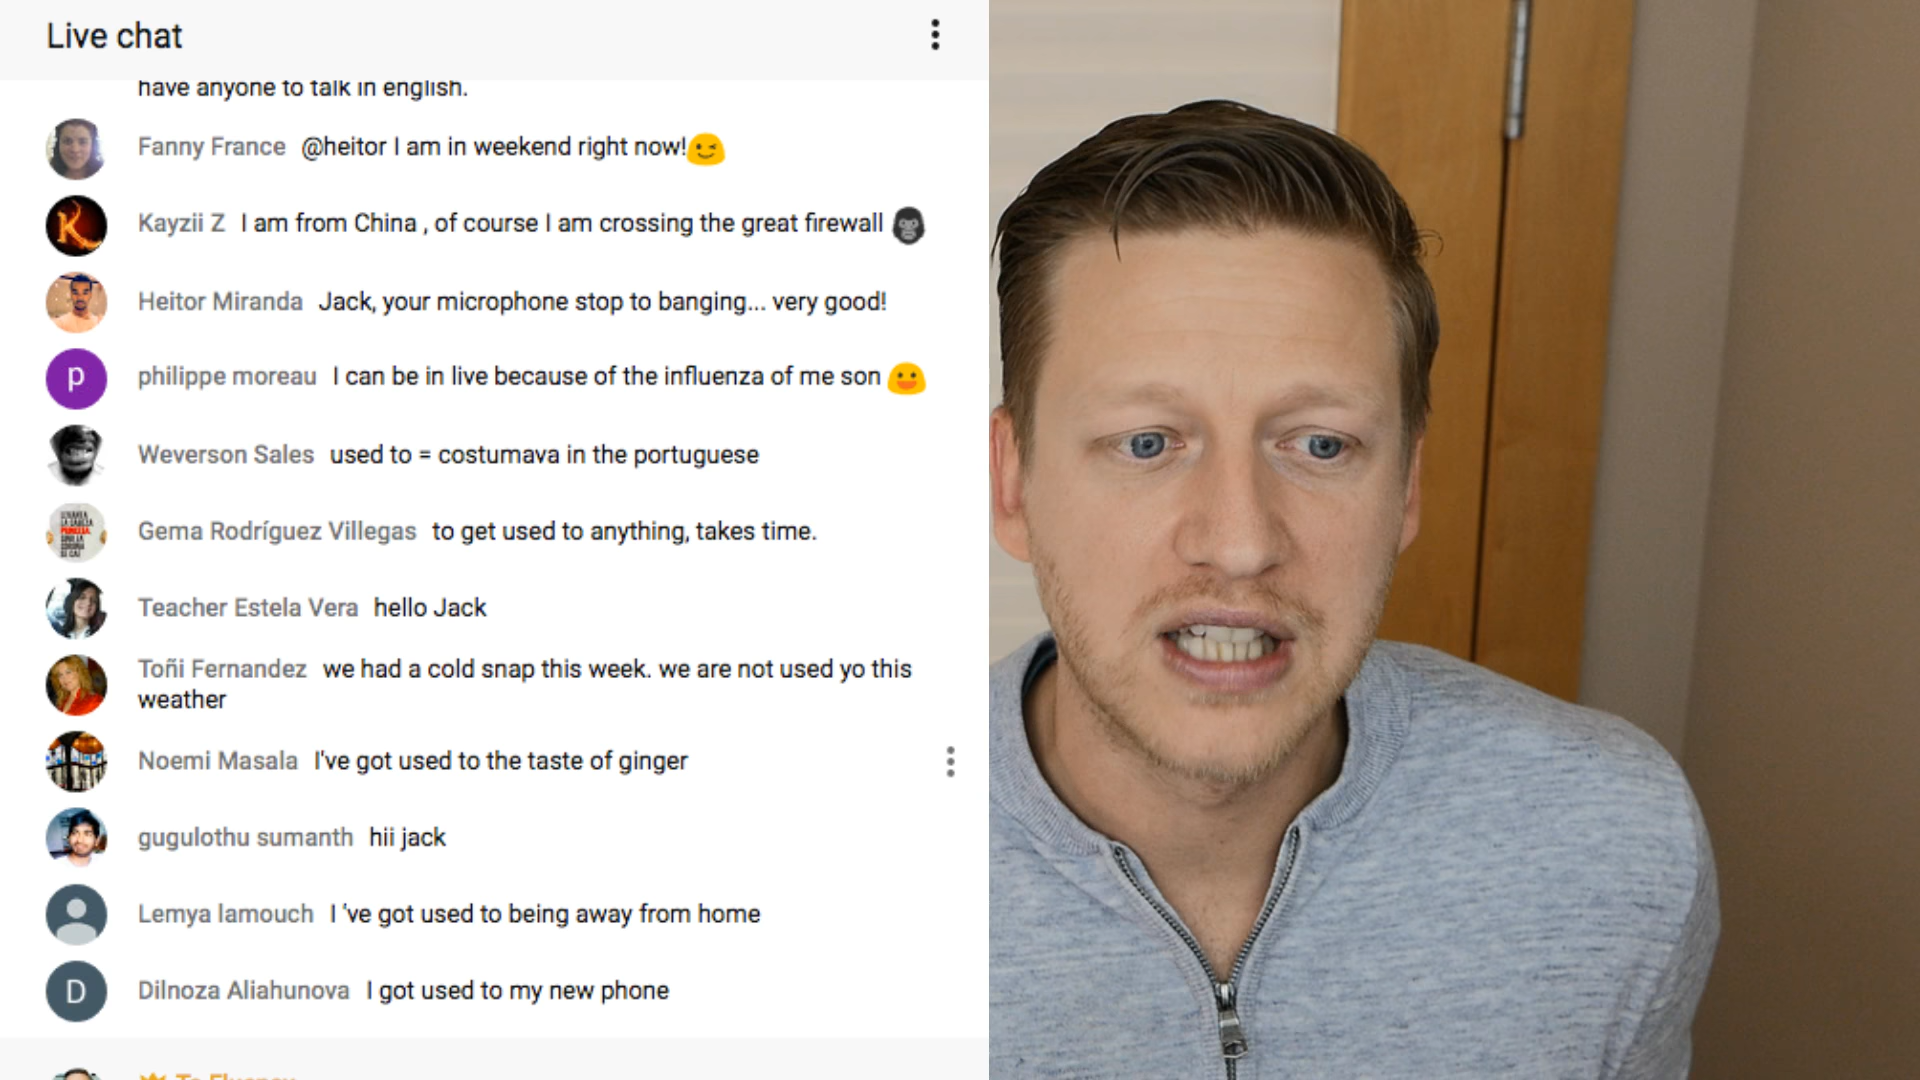 Live chat
have anyone to talk in english.
Fanny France @heitor I am in weekend right now!😉
Kayzii Z I am from China , of course I am crossing the great firewall 🦍
Heitor Miranda Jack, your microphone stop to banging... very good!
P
philippe moreau I can be in live because of the influenza of me son 😀
Weverson Sales used to = costumava in the portuguese
Gema Rodríguez Villegas to get used to anything, takes time.
Teacher Estela Vera hello Jack
Toñi Fernandez we had a cold snap this week. we are not used yo this
weather
Noemi Masala I've got used to the taste of ginger
gugulothu sumanth hii jack
Lemya lamouch I 've got used to being away from home
D
Dilnoza Aliahunova I got used to my new phone
To Fluency